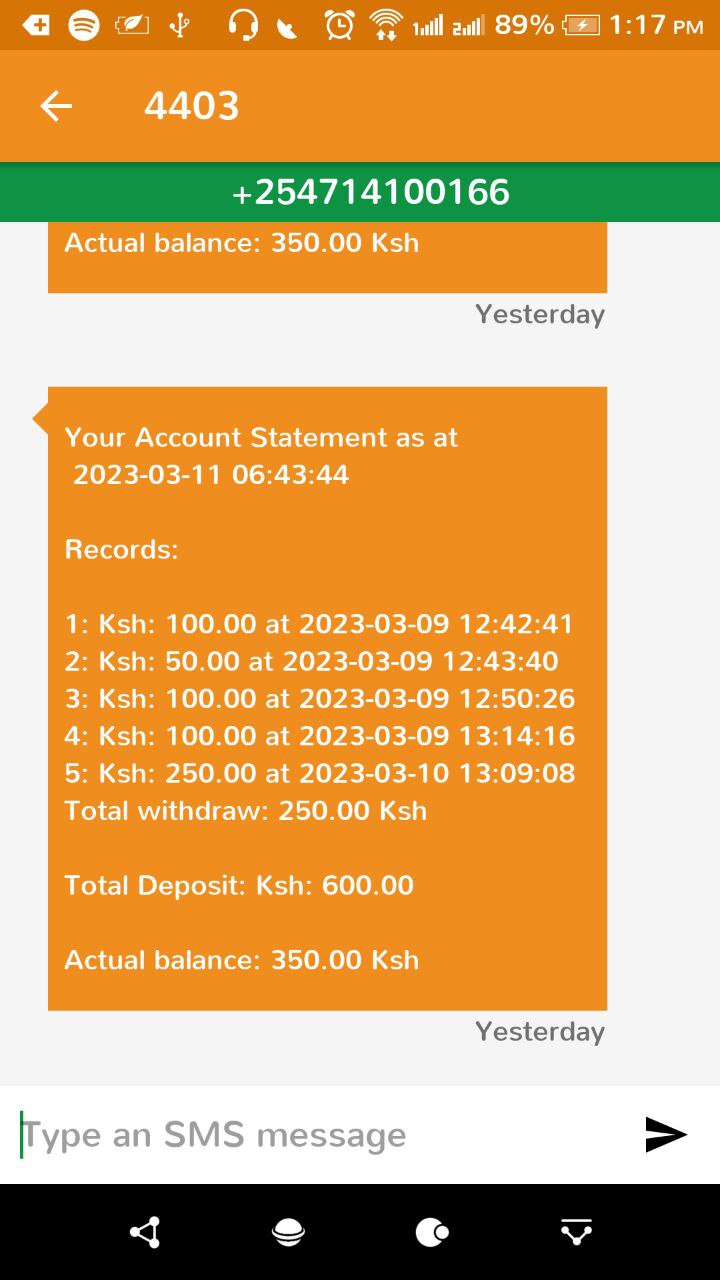 89% 1:17 PM
4403
+254714100166
Actual balance: 350.00 Ksh
Yesterday
Your Account Statement as at
2023-03-11 06:43:44
Records:
1: Ksh: 100.00 at 2023-03-09 12:42:41
2: Ksh: 50.00 at 2023-03-09 12:43:40
3: Ksh: 100.00 at 2023-03-09 12:50:26
4: Ksh: 100.00 at 2023-03-09 13:14:16
5: Ksh: 250.00 at 2023-03-10 13:09:08
Total withdraw: 250.00 Ksh
Total Deposit: Ksh: 600.00
Actual balance: 350.00 Ksh
Yesterday
Type an SMS message